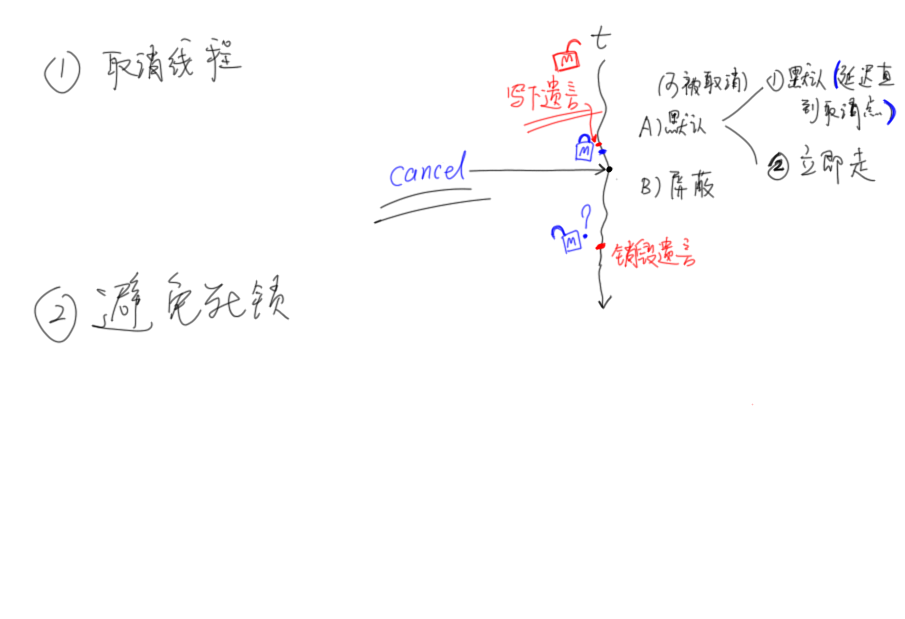 ① 取消线程
t
M
写下遗言
M
cancel
(可被取消)
A)默认
①默认(延迟直
到取消点)
②立即走
B)屏蔽
M?
销毁遗言
② 避免死锁